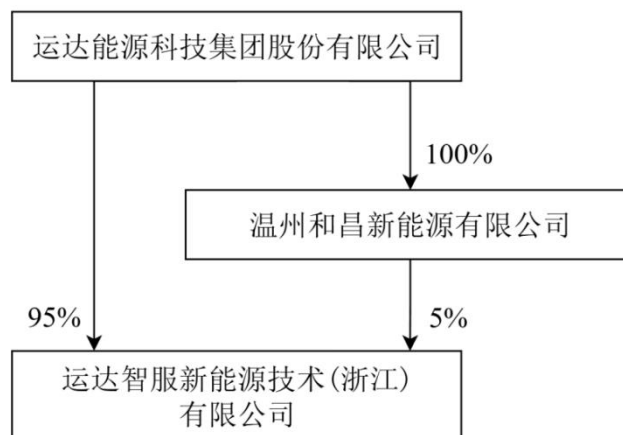 运达能源科技集团股份有限公司
100%
温州和昌新能源有限公司
95%
5%
运达智服新能源技术(浙江)
有限公司